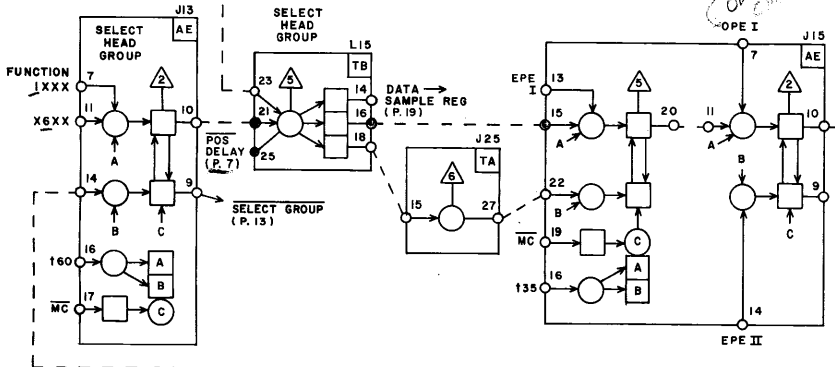 J13
SELECT HEAD GROUP
AE
FUNCTION
1XXX
7
2
X6XX
11
10
A
14
9
B
C
SELECT GROUP
(P. 13)
t60
16
A
B
MC
17
C
SELECT HEAD GROUP
L15
TB
23
5
14
DATA →
SAMPLE REG
(P. 19)
21
16
POS
DELAY
(P. 7)
18
25
J25
TA
6
15
27
OPE I
J15
AE
EPE
I
13
5
7
2
15
20
11
10
A
A
B
22
9
B
C
MC
19
C
t35
16
A
B
14
EPE II